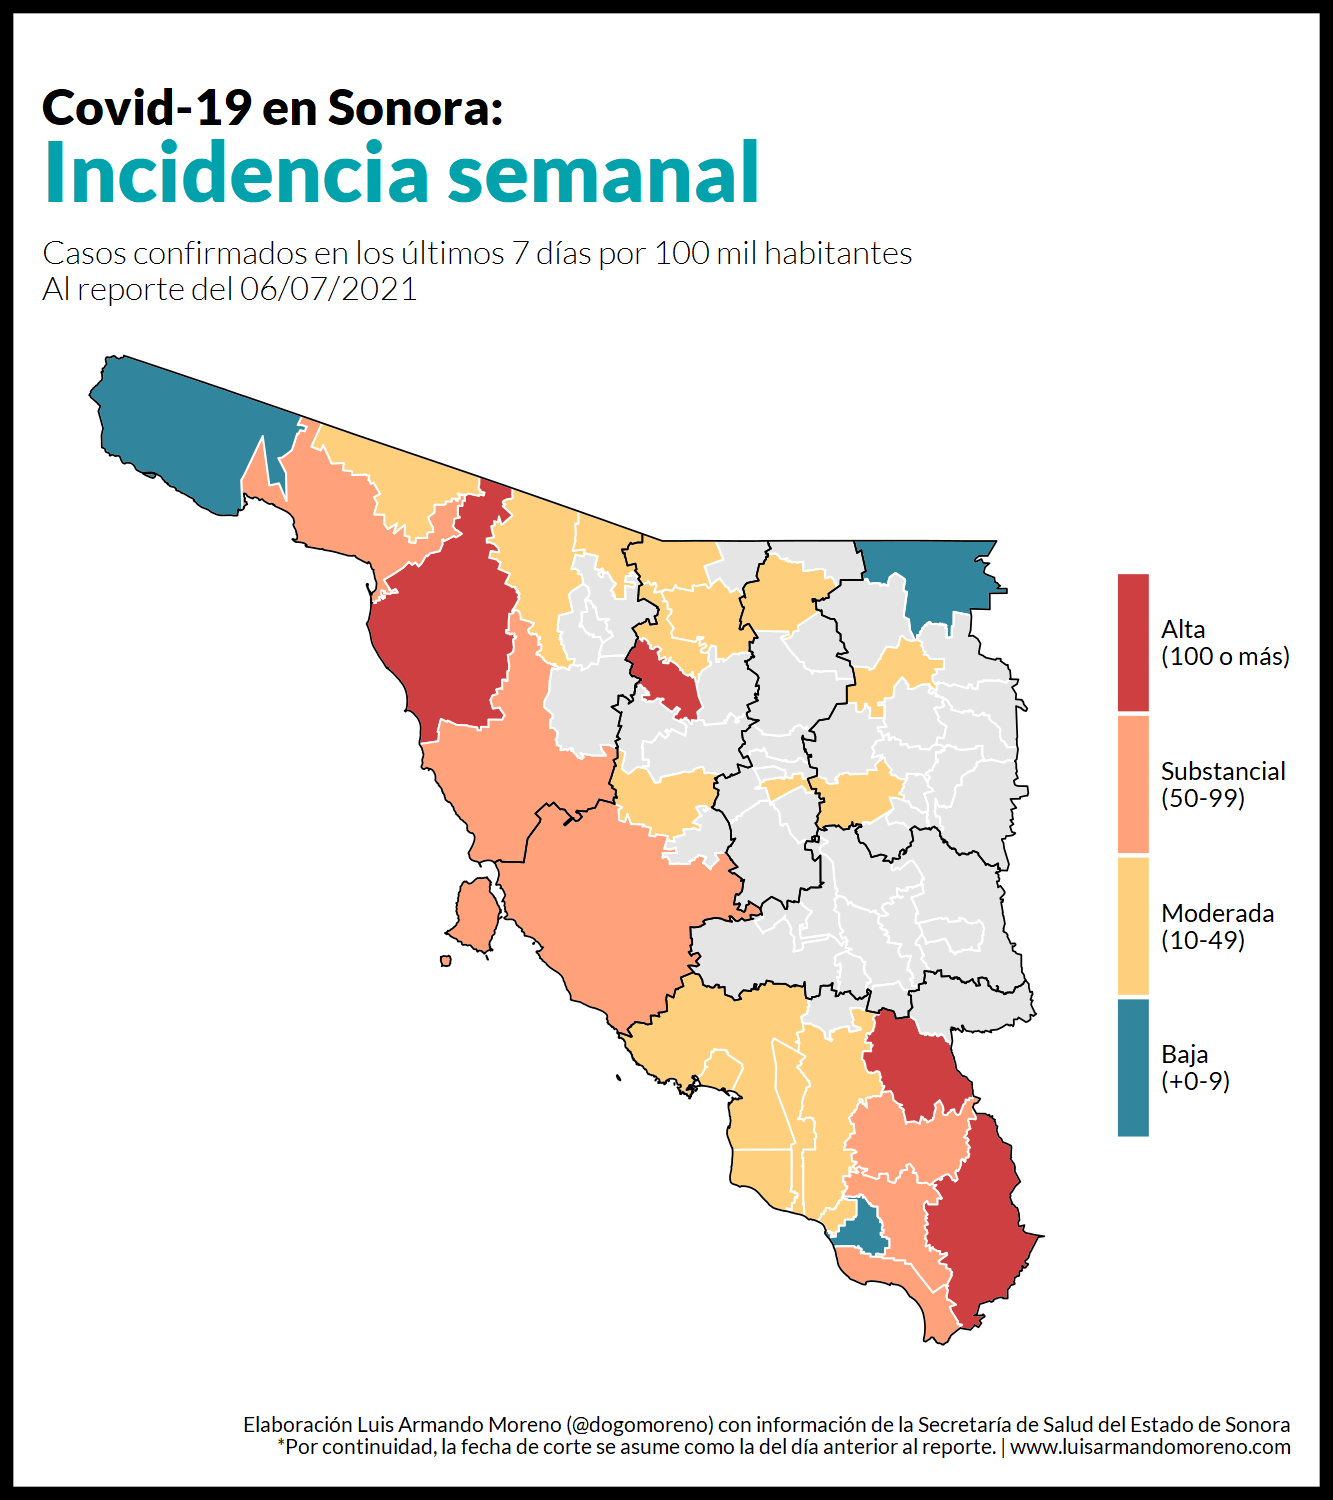 Covid-19 en Sonora:
Incidencia semanal
Casos confirmados en los últimos 7 días por 100 mil habitantes
Al reporte del 06/07/2021
Alta
(100 o más)
Substancial
(50-99)
Moderada
(10-49)
Baja
(+0-9)
Elaboración Luis Armando Moreno (@dogomoreno) con información de la Secretaría de Salud del Estado de Sonora
*Por continuidad, la fecha de corte se asume como la del día anterior al reporte. | www.luisarmandomoreno.com